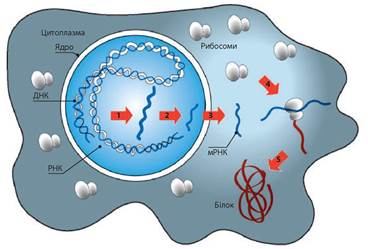 Цитоплазма
Ядро
Рибосоми
ДНК
1
2
3
4
мРНК
РНК
5
Білок